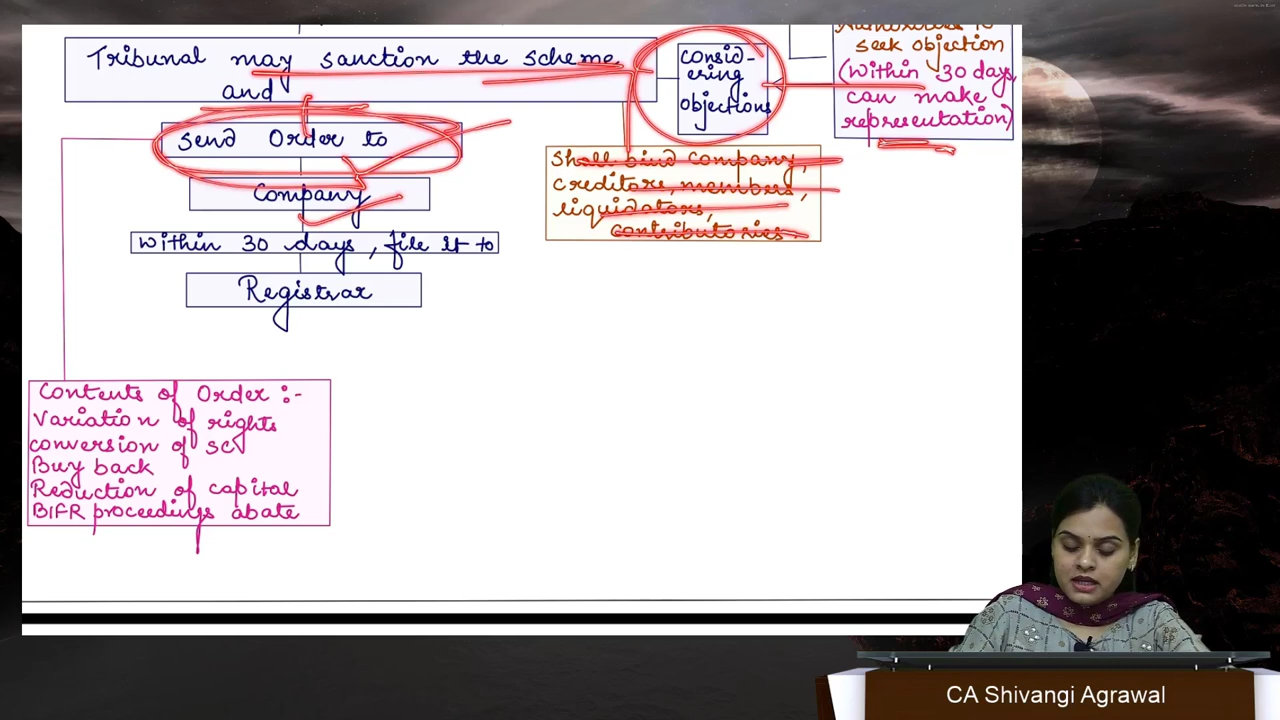 Tribunal may sanction the scheme
and
Send Order to
Company
Within 30 days, file it to
Registrar
Consid-
ering
objections
Authorities to
seek objection
(Within 30 days
can make
representation)
Shall bind Company,
creditors, members,
liquidators,
Contributories.
Contents of Order :-
Variation of rights
conversion of SC
Buy back
Reduction of capital
BIFR proceedings abate
CA Shivangi Agrawal